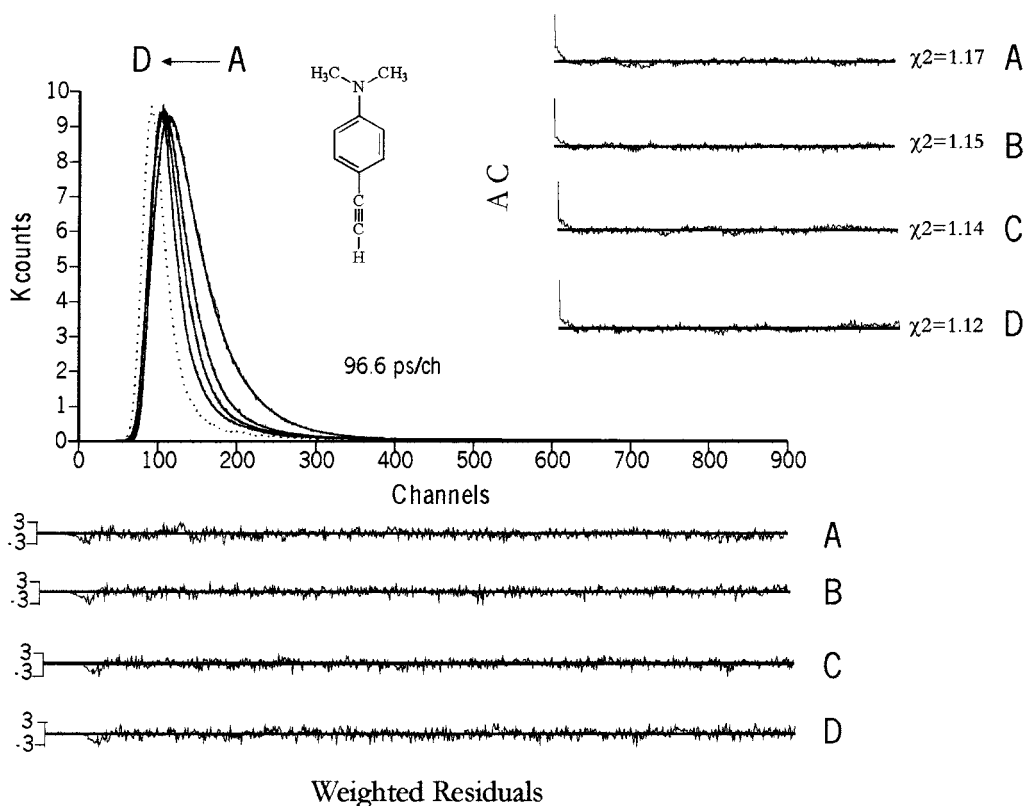 D ← A
H₃C CH₃
N
C
C
H
10
9
8
7
6
5
4
3
2
1
0
Kcounts
96.6 ps/ch
0 100 200 300 400 500 600 700 800 900
Channels
A C
χ2=1.17 A
χ2=1.15 B
χ2=1.14 C
χ2=1.12 D
3
-3
A
3
-3
B
3
-3
C
3
-3
D
Weighted Residuals